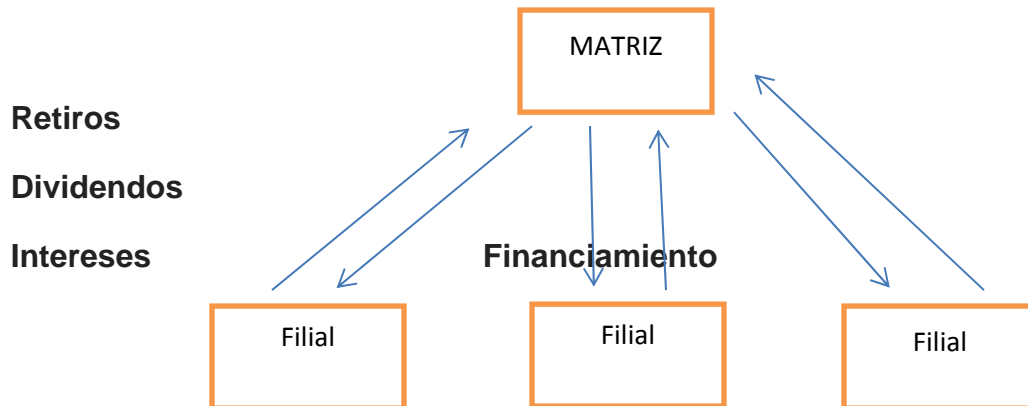 MATRIZ
Retiros
Dividendos
Intereses
Financiamiento
Filial
Filial
Filial